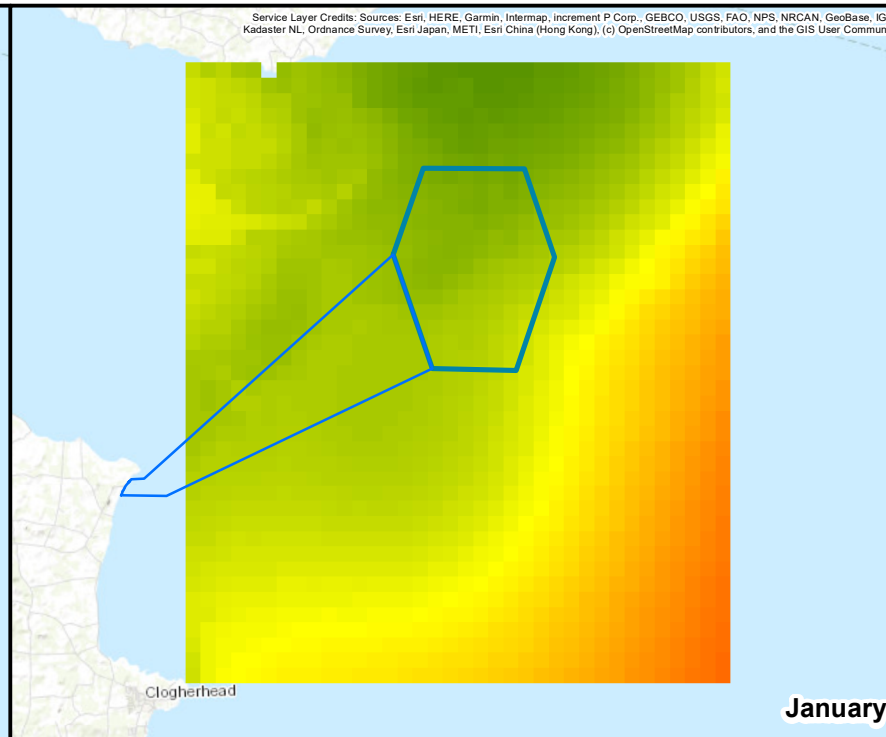 Service Layer Credits: Sources: Esri, HERE, Garmin, Intermap, increment P Corp., GEBCO, USGS, FAO, NPS, NRCAN, GeoBase, IG
Kadaster NL, Ordnance Survey, Esri Japan, METI, Esri China (Hong Kong), (c) OpenStreetMap contributors, and the GIS User Commun
Clogherhead
January